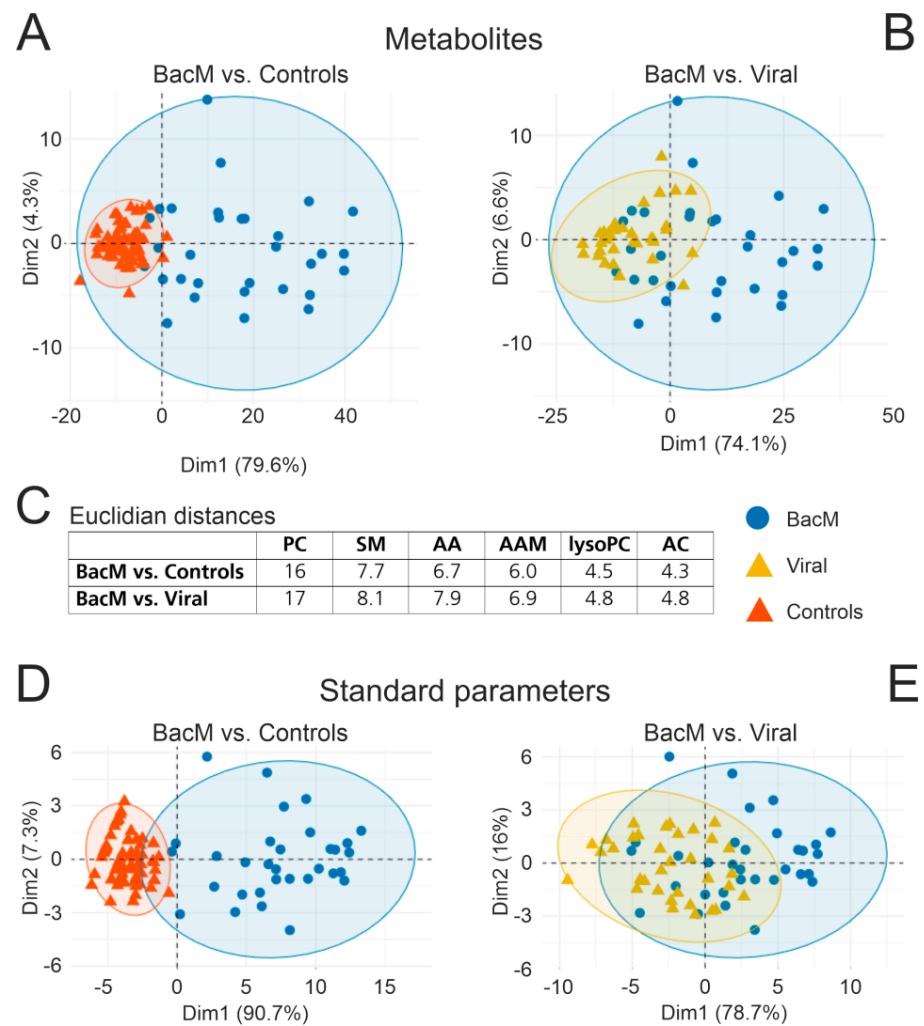 A
Metabolites
B
BacM vs. Controls
BacM vs. Viral
Dim2 (4.3%)
10
0
-10
-20
0
20
40
Dim1 (79.6%)
Dim2 (6.6%)
10
0
-10
-25
0
25
50
Dim1 (74.1%)
C
Euclidian distances
PC SM AA AAM lysoPC AC
BacM vs. Controls 16 7.7 6.7 6.0 4.5 4.3
BacM vs. Viral 17 8.1 7.9 6.9 4.8 4.8
BacM
Viral
Controls
D
Standard parameters
E
BacM vs. Controls
BacM vs. Viral
Dim2 (7.3%)
6
3
0
-3
-6
-5
0
5
10
15
Dim1 (90.7%)
Dim2 (16%)
6
3
0
-3
-6
-10
-5
0
5
10
Dim1 (78.7%)